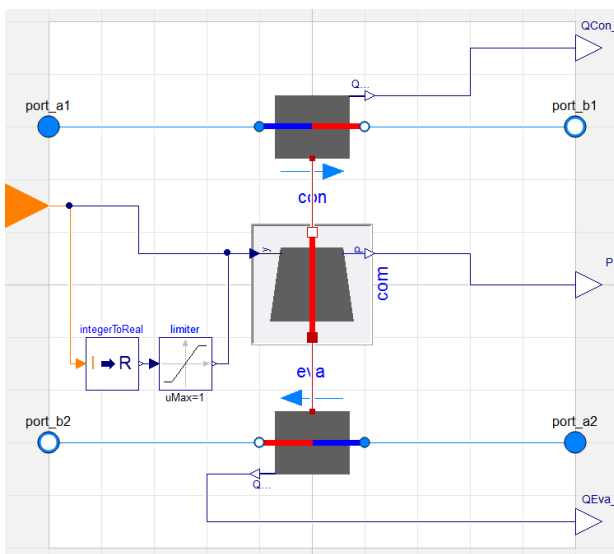 QCon_
Q...
port_a1
port_b1
con
y
P
com
P
integerToReal
limiter
I R
uMax=1
eva
port_b2
port_a2
Q...
QEva_